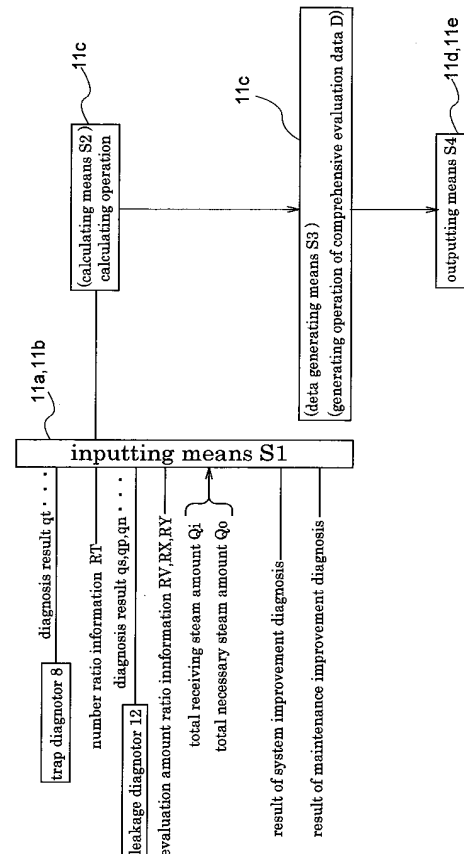 trap diagnotor 8
diagnosis result qt · · ·
number ratio information RT
leakage diagnotor 12
diagnosis result qs,qp,qn · · ·
evaluation amount ratio innformation RV,RX,RY
total receiving steam amount Qi
total necessary steam amount Qo
result of system improvement diagnosis
result of maintenance improvement diagnosis
11a,11b
inputting means S1
11c
(calculating means S2)
calculating operation
11c
(deta generating means S3)
(generating operation of comprehensive evaluation data D)
11d,11e
outputting means S4